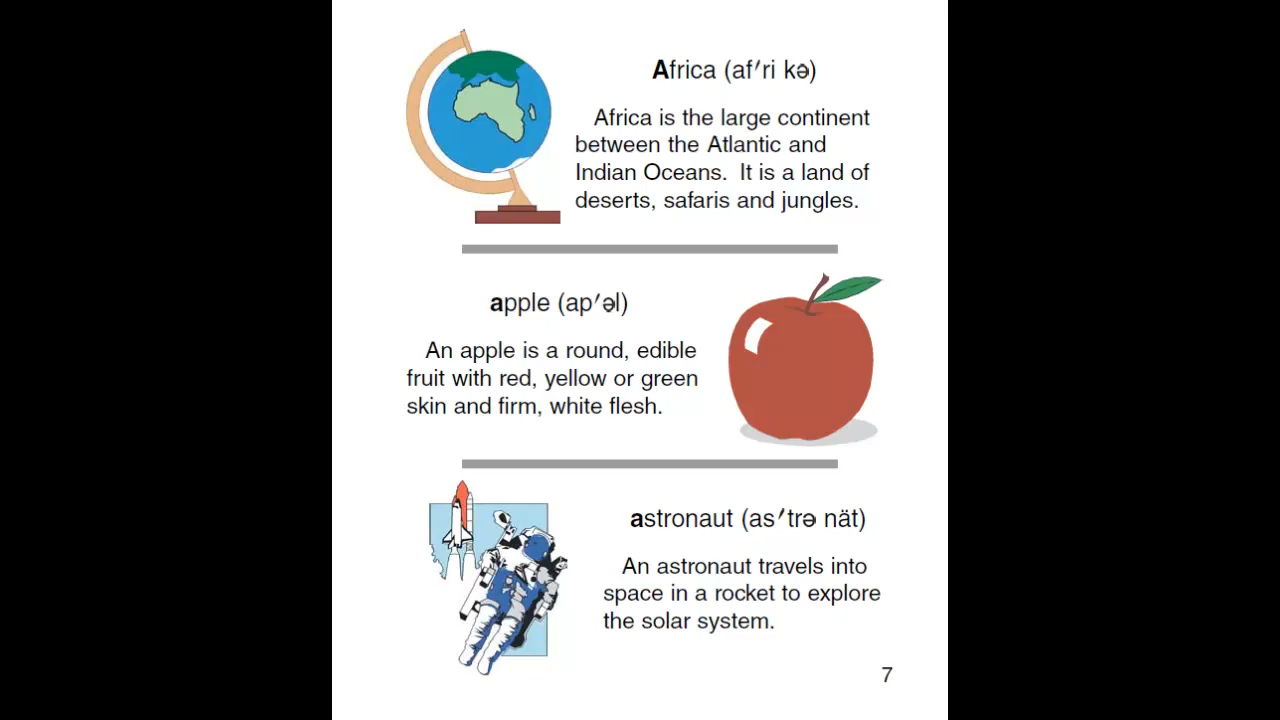 Africa (af′ri kə)
Africa is the large continent
between the Atlantic and
Indian Oceans. It is a land of
deserts, safaris and jungles.
apple (ap′əl)
An apple is a round, edible
fruit with red, yellow or green
skin and firm, white flesh.
astronaut (as′trə nät)
An astronaut travels into
space in a rocket to explore
the solar system.
7